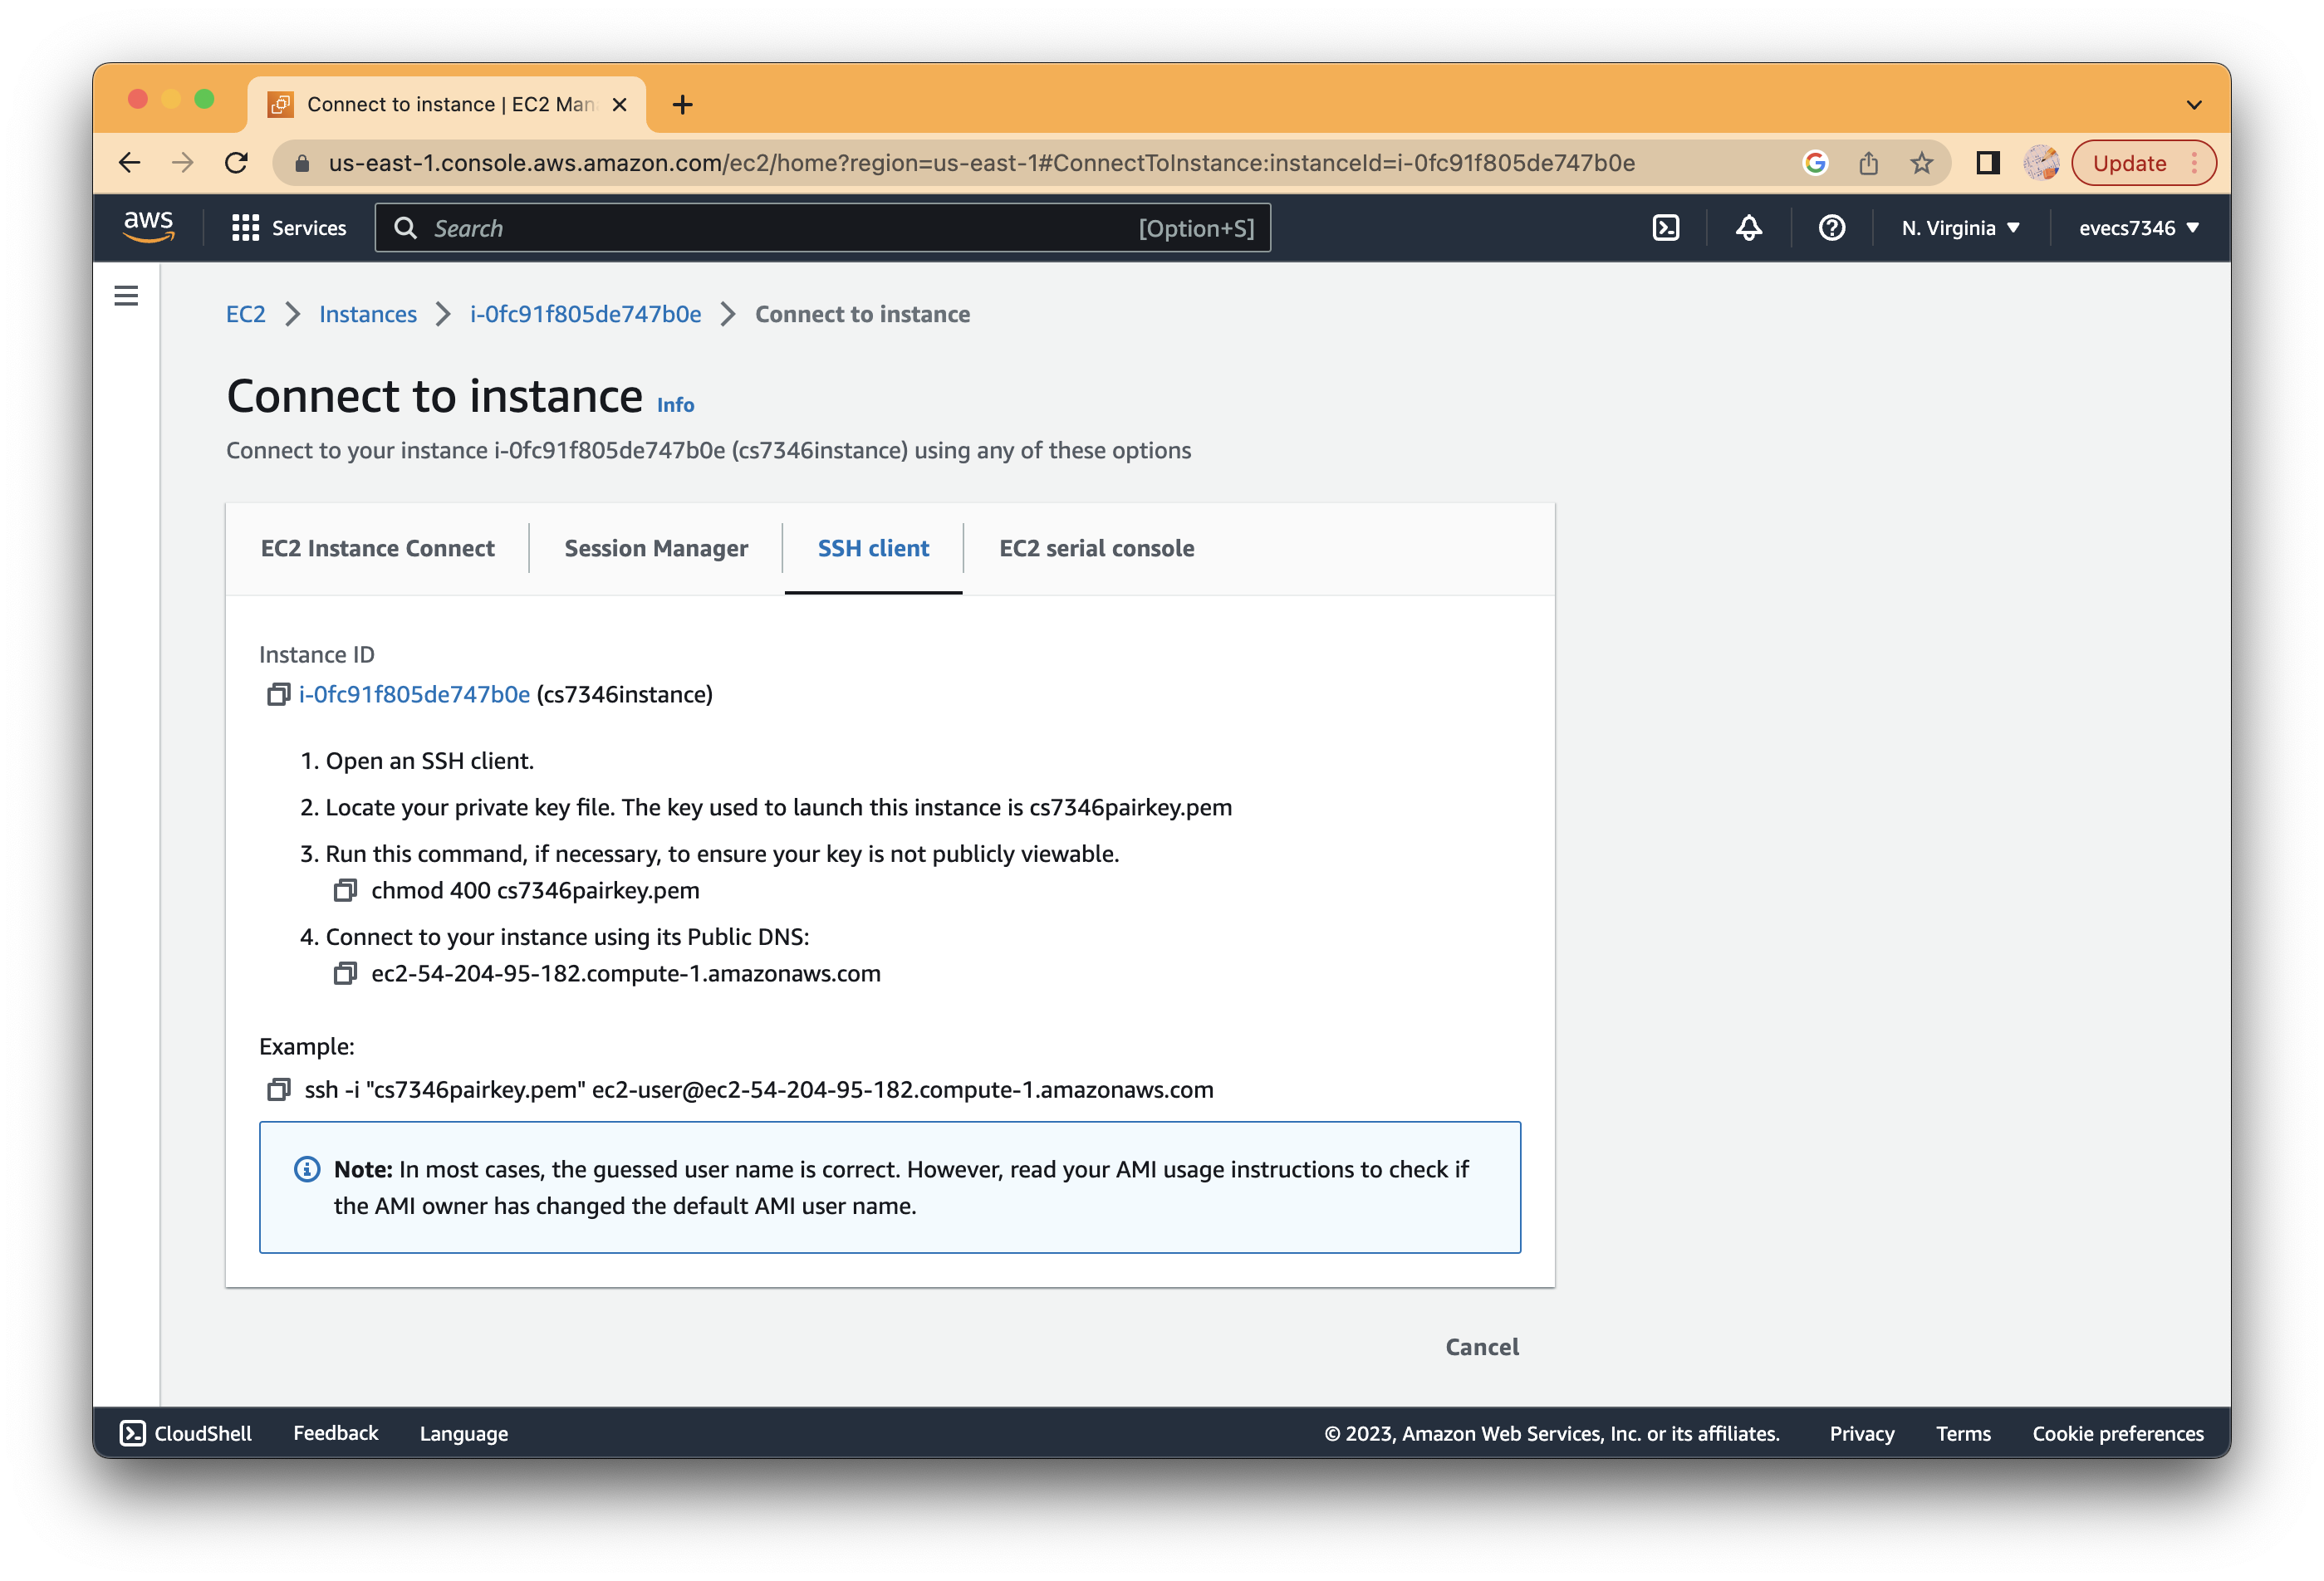 Connect to instance | EC2 Man
us-east-1.console.aws.amazon.com/ec2/home?region=us-east-1#ConnectToInstance:instanceId=i-0fc91f805de747b0e
Update
aws
Services
Search
[Option+S]
N. Virginia
evecs7346
EC2 Instances i-0fc91f805de747b0e Connect to instance
Connect to instance Info
Connect to your instance i-0fc91f805de747b0e (cs7346instance) using any of these options
EC2 Instance Connect
Session Manager
SSH client
EC2 serial console
Instance ID
i-0fc91f805de747b0e (cs7346instance)
1. Open an SSH client.
2. Locate your private key file. The key used to launch this instance is cs7346pairkey.pem
3. Run this command, if necessary, to ensure your key is not publicly viewable.
chmod 400 cs7346pairkey.pem
4. Connect to your instance using its Public DNS:
ec2-54-204-95-182.compute-1.amazonaws.com
Example:
ssh -i "cs7346pairkey.pem" ec2-user@ec2-54-204-95-182.compute-1.amazonaws.com
Note: In most cases, the guessed user name is correct. However, read your AMI usage instructions to check if
the AMI owner has changed the default AMI user name.
Cancel
CloudShell
Feedback
Language
© 2023, Amazon Web Services, Inc. or its affiliates.
Privacy
Terms
Cookie preferences